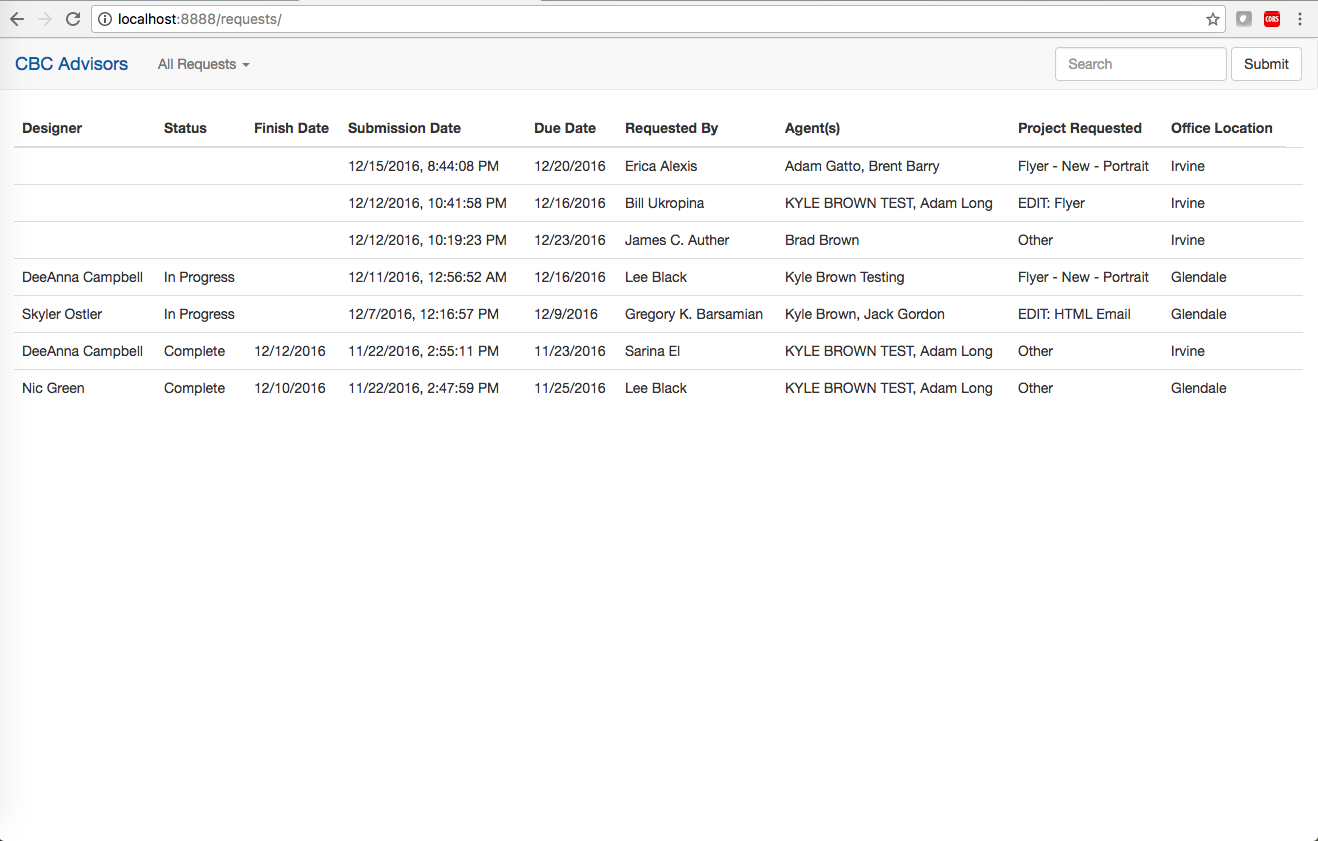 localhost:8888/requests/
CORS
CBC Advisors All Requests Search Submit
Designer Status Finish Date Submission Date Due Date Requested By Agent(s) Project Requested Office Location
12/15/2016, 8:44:08 PM 12/20/2016 Erica Alexis Adam Gatto, Brent Barry Flyer - New - Portrait Irvine
12/12/2016, 10:41:58 PM 12/16/2016 Bill Ukropina KYLE BROWN TEST, Adam Long EDIT: Flyer Irvine
12/12/2016, 10:19:23 PM 12/23/2016 James C. Auther Brad Brown Other Irvine
DeeAnna Campbell In Progress 12/11/2016, 12:56:52 AM 12/16/2016 Lee Black Kyle Brown Testing Flyer - New - Portrait Glendale
Skyler Ostler In Progress 12/7/2016, 12:16:57 PM 12/9/2016 Gregory K. Barsamian Kyle Brown, Jack Gordon EDIT: HTML Email Glendale
DeeAnna Campbell Complete 12/12/2016 11/22/2016, 2:55:11 PM 11/23/2016 Sarina El KYLE BROWN TEST, Adam Long Other Irvine
Nic Green Complete 12/10/2016 11/22/2016, 2:47:59 PM 11/25/2016 Lee Black KYLE BROWN TEST, Adam Long Other Glendale